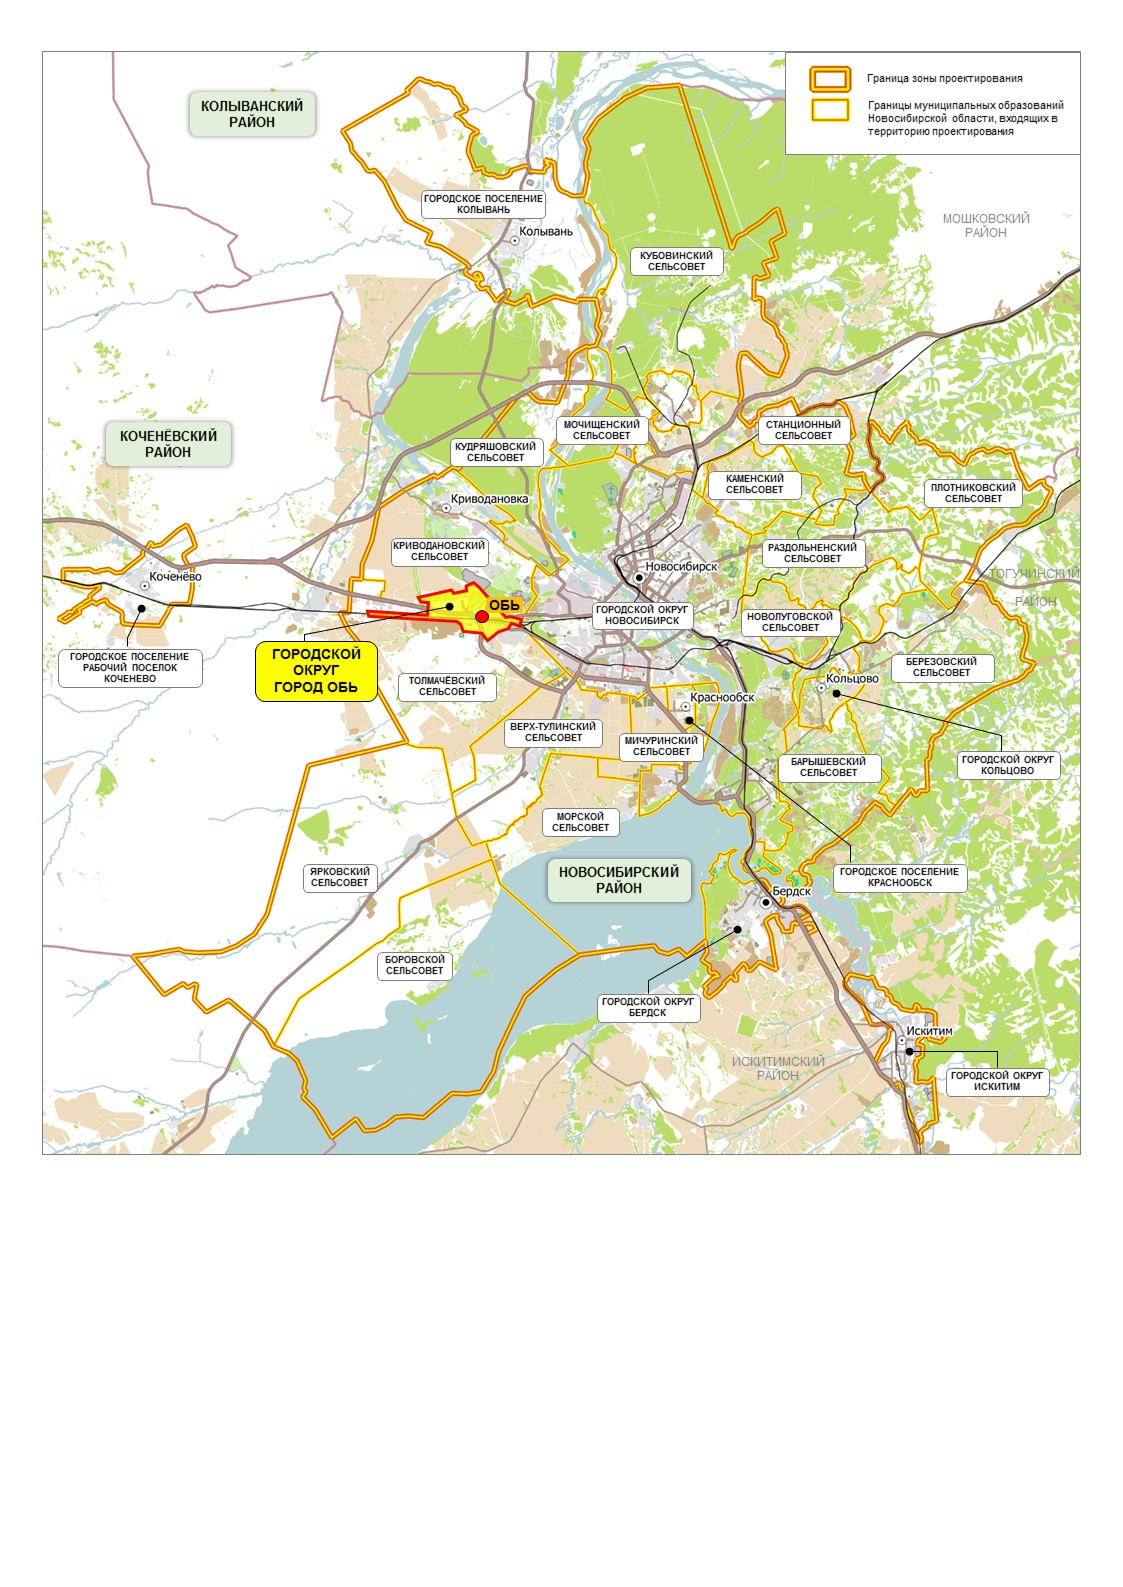 Граница зоны проектирования
Границы муниципальных образований
Новосибирской области, входящих в
территорию проектирования
КОЛЫВАНСКИЙ
РАЙОН
ГОРОДСКОЕ ПОСЕЛЕНИЕ
КОЛЫВАНЬ
Колывань
МОШКОВСКИЙ
РАЙОН
КУБОВИНСКИЙ
СЕЛЬСОВЕТ
КОЧЕНЁВСКИЙ
РАЙОН
МОЧИЩЕНСКИЙ
СЕЛЬСОВЕТ
СТАНЦИОННЫЙ
СЕЛЬСОВЕТ
КУДРЯШОВСКИЙ
СЕЛЬСОВЕТ
КАМЕНСКИЙ
СЕЛЬСОВЕТ
ПЛОТНИКОВСКИЙ
СЕЛЬСОВЕТ
Криводановка
КРИВОДАНОВСКИЙ
СЕЛЬСОВЕТ
РАЗДОЛЬНЕНСКИЙ
СЕЛЬСОВЕТ
Коченёво
Новосибирск
ТОГУЧИНСКИЙ
РАЙОН
ОБЬ
ГОРОДСКОЙ ОКРУГ
НОВОСИБИРСК
НОВОЛУГОВСКОЙ
СЕЛЬСОВЕТ
ГОРОДСКОЕ ПОСЕЛЕНИЕ
РАБОЧИЙ ПОСЕЛОК
КОЧЕНЕВО
ГОРОДСКОЙ
ОКРУГ
ГОРОД ОБЬ
БЕРЕЗОВСКИЙ
СЕЛЬСОВЕТ
ТОЛМАЧЁВСКИЙ
СЕЛЬСОВЕТ
Кольцово
Краснообск
ВЕРХ-ТУЛИНСКИЙ
СЕЛЬСОВЕТ
МИЧУРИНСКИЙ
СЕЛЬСОВЕТ
БАРЫШЕВСКИЙ
СЕЛЬСОВЕТ
ГОРОДСКОЙ ОКРУГ
КОЛЬЦОВО
МОРСКОЙ
СЕЛЬСОВЕТ
НОВОСИБИРСКИЙ
РАЙОН
ЯРКОВСКИЙ
СЕЛЬСОВЕТ
ГОРОДСКОЕ ПОСЕЛЕНИЕ
КРАСНООБСК
Бердск
БОРОВСКОЙ
СЕЛЬСОВЕТ
ГОРОДСКОЙ ОКРУГ
БЕРДСК
Искитим
ИСКИТИМСКИЙ
РАЙОН
ГОРОДСКОЙ ОКРУГ
ИСКИТИМ